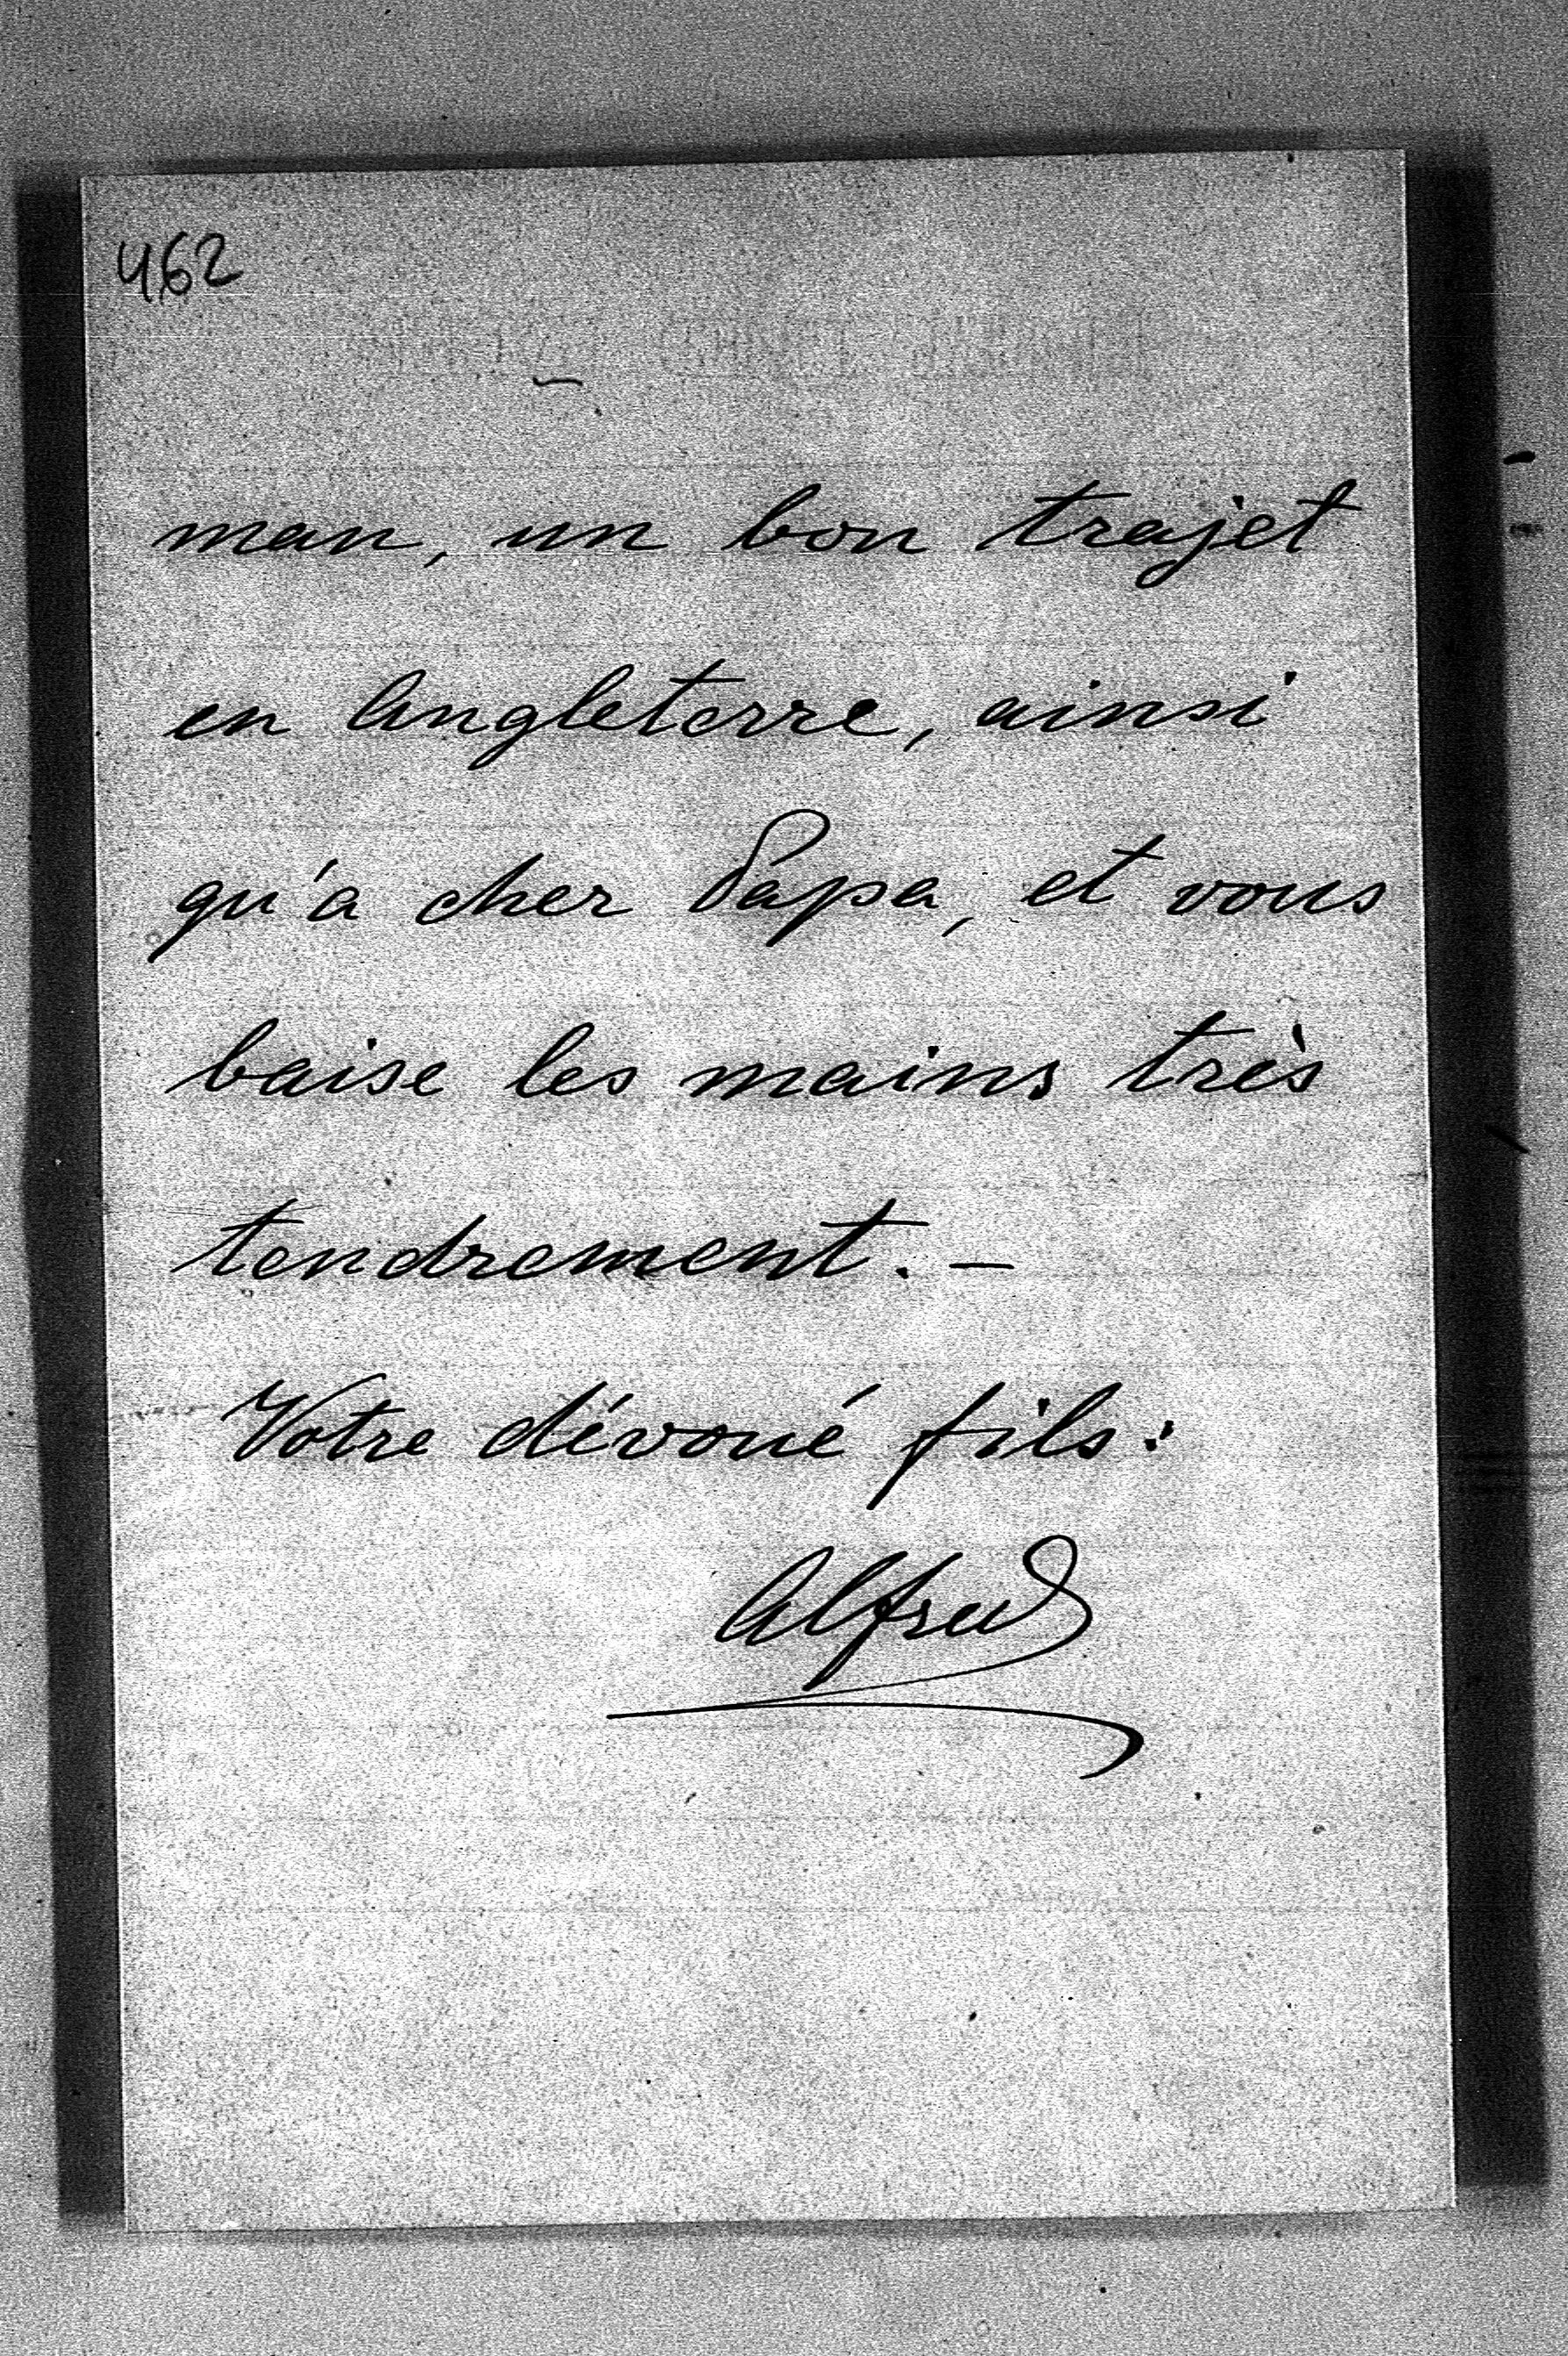 462
man, un bon trajet
en Angleterre, ainsi
qu'à cher Papa, et vous
baise les mains très
tendrement. –
Votre dévoué fils:
Alfred